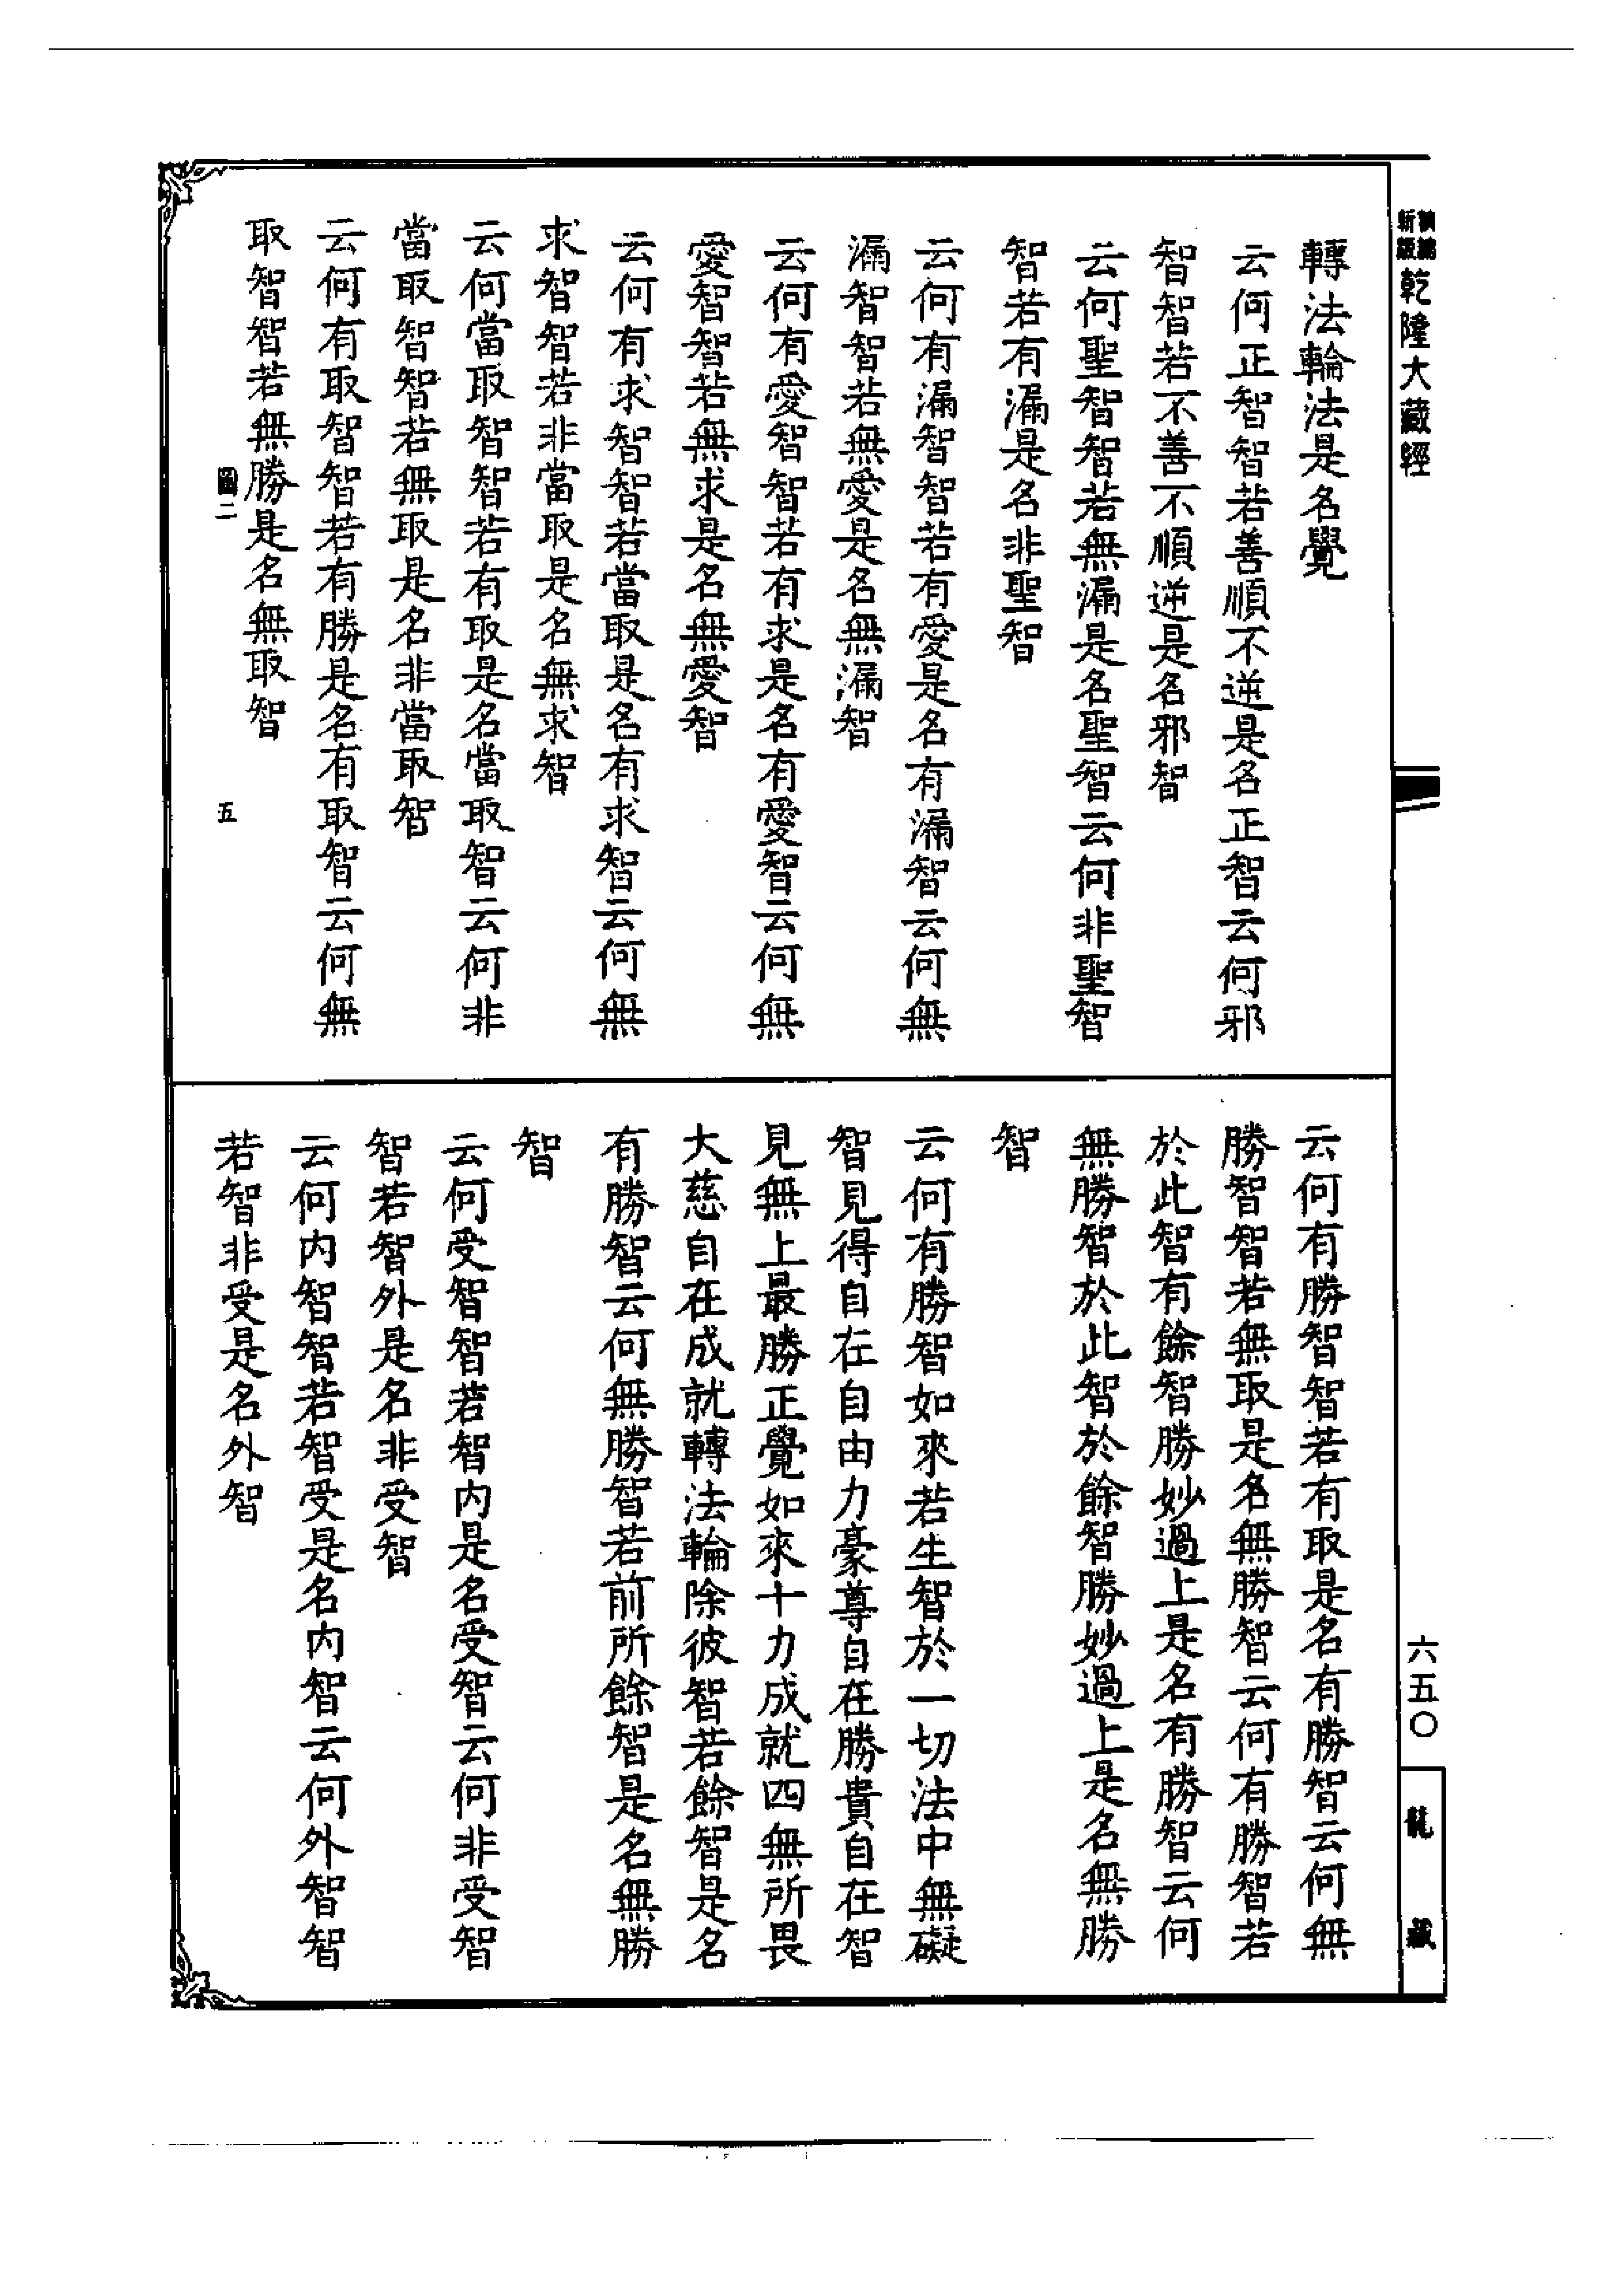 乾隆大藏經
六五〇
龍藏
轉法輪法是名覺
云何正智智若善順不逆是名正智云何邪
智智若不善不順逆是名邪智
云何聖智智若無漏是名聖智云何非聖智
智若有漏是名非聖智
云何有漏智智若有愛是名有漏智云何無
漏智智若無愛是名無漏智
云何有愛智智若有求是名有愛智云何無
愛智智若無求是名無愛智
云何有求智智若當取是名有求智云何無
求智智若非當取是名無求智
云何當取智智若有取是名當取智云何非
當取智智若無取是名非當取智
云何有取智智若有勝是名有取智云何無
取智智若無勝是名無取智
圖二
五
云何有勝智智若有取是名有勝智云何無
勝智智若無取是名無勝智云何有勝智若
於此智有餘智勝妙過上是名有勝智云何
無勝智於此智於餘智勝妙過上是名無勝
智
云何有勝智如來若生智於一切法中無礙
智見得自在自由力豪尊自在勝貴自在智
見無上最勝正覺如來十力成就四無所畏
大慈自在成就轉法輪除彼智若餘智是名
有勝智云何無勝智若前所餘智是名無勝
智
云何受智智若智內是名受智云何非受智
智若智外是名非受智
云何內智智若智受是名內智云何外智智
若智非受是名外智